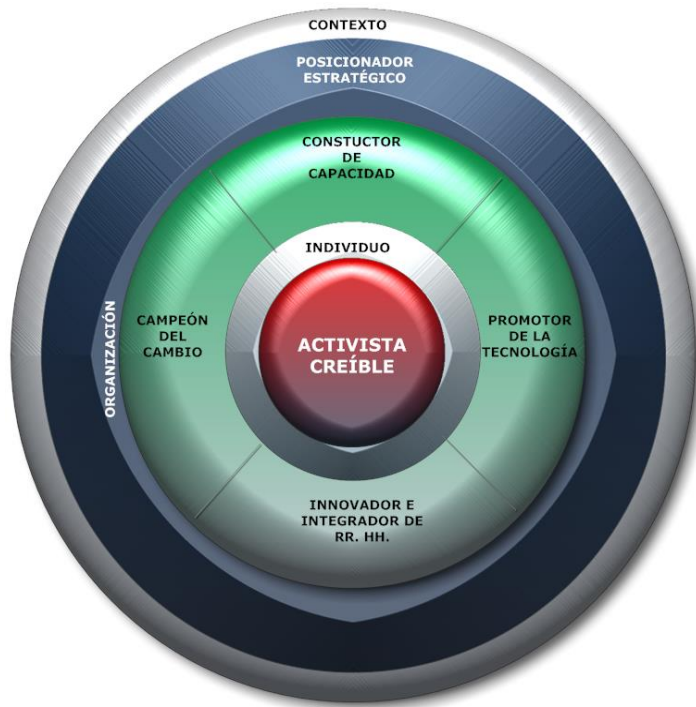 CONTEXTO
POSICIONADOR
ESTRATÉGICO
CONSTUCTOR
DE
CAPACIDAD
INDIVIDUO
ORGANIZACIÓN
CAMPEÓN
DEL
CAMBIO
ACTIVISTA
CREÍBLE
PROMOTOR
DE LA
TECNOLOGÍA
INNOVADOR E
INTEGRADOR DE
RR. HH.